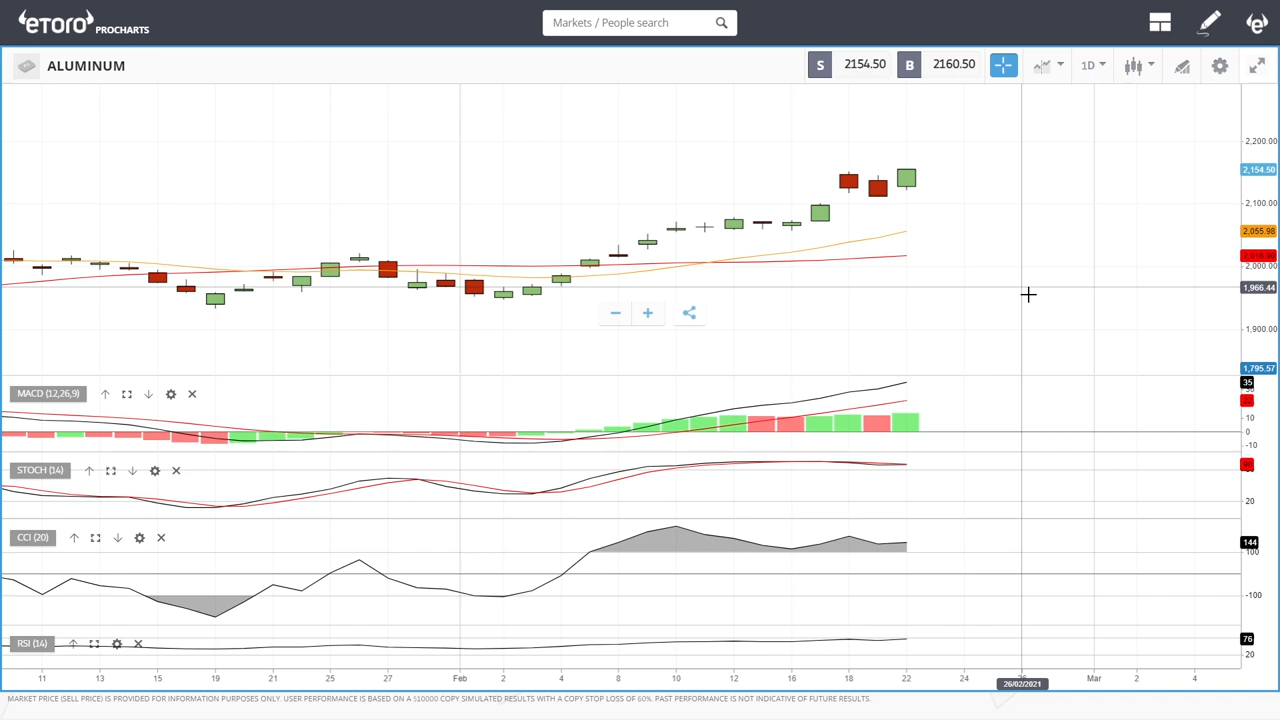 eToro PROCHARTS
Markets / People search
ALUMINUM
S 2154.50 B 2160.50
1D
2,200.00
2,154.50
2,100.00
2,055.98
2,000.00
1,966.44
1,900.00
1,795.57
MACD (12,26,9)
35
10
0
-10
STOCH (14)
20
CCI (20)
144
100
-100
RSI (14)
76
20
11 13 15 19 21 25 27 Feb 2 4 8 10 12 16 18 22 24 Mar 2 4
26/02/2021
MARKET PRICE (SELL PRICE) IS PROVIDED FOR INFORMATION PURPOSES ONLY. USER PERFORMANCE IS BASED ON A $10000 COPY SIMULATED RESULTS WITH A COPY STOP LOSS OF 60%. PAST PERFORMANCE IS NOT INDICATIVE OF FUTURE RESULTS.